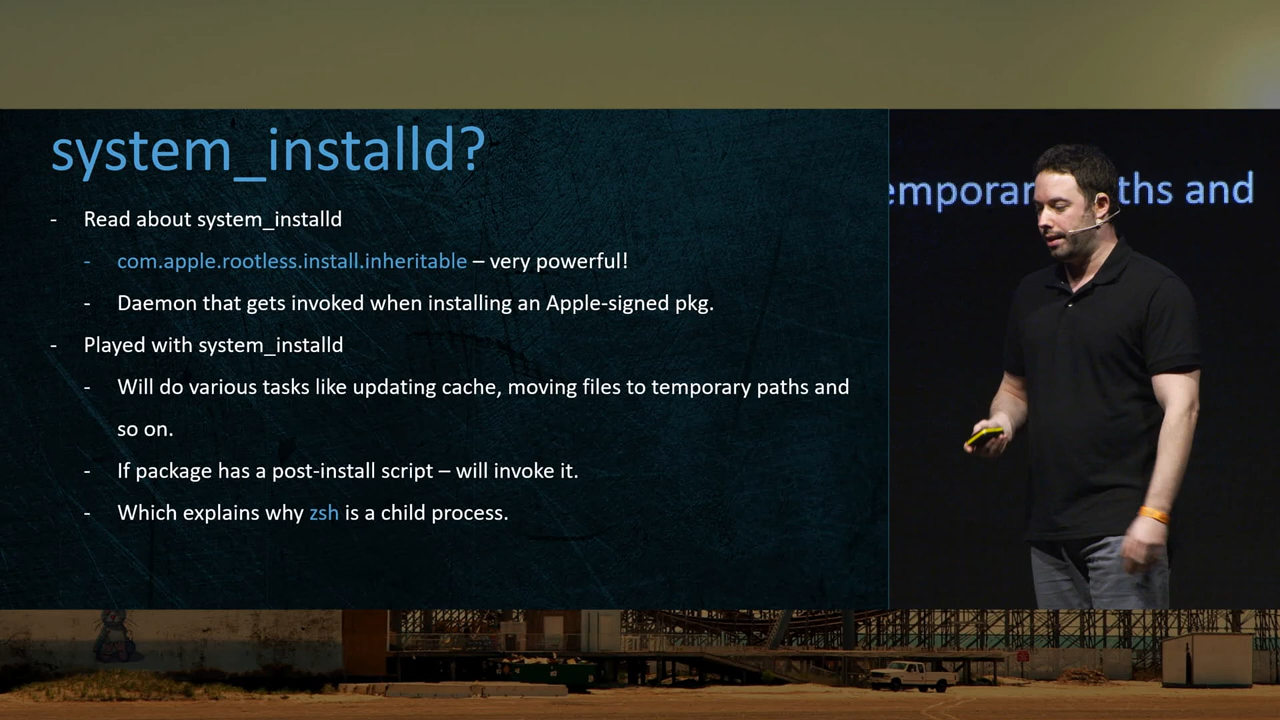 system_installd?
- Read about system_installd
- com.apple.rootless.install.inheritable – very powerful!
- Daemon that gets invoked when installing an Apple-signed pkg.
- Played with system_installd
- Will do various tasks like updating cache, moving files to temporary paths and
so on.
- If package has a post-install script – will invoke it.
- Which explains why zsh is a child process.
ths and